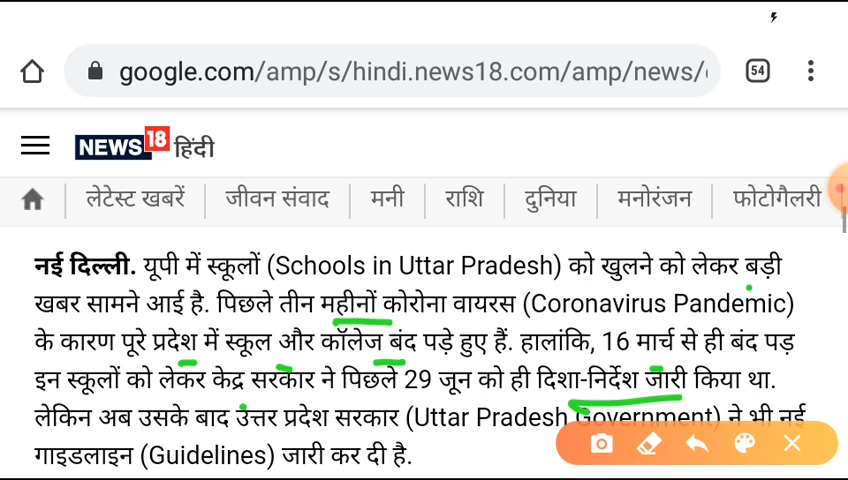 54
google.com/amp/s/hindi.news18.com/amp/news/
NEWS 18 हिंदी
लेटेस्ट खबरें जीवन संवाद मनी राशि दुनिया मनोरंजन फोटोगैलरी
नई दिल्ली. यूपी में स्कूलों (Schools in Uttar Pradesh) को खुलने को लेकर बड़ी
खबर सामने आई है. पिछले तीन महीनों कोरोना वायरस (Coronavirus Pandemic)
के कारण पूरे प्रदेश में स्कूल और कॉलेज बंद पड़े हुए हैं. हालांकि, 16 मार्च से ही बंद पड़
इन स्कूलों को लेकर केंद्र सरकार ने पिछले 29 जून को ही दिशा-निर्देश जारी किया था.
लेकिन अब उसके बाद उत्तर प्रदेश सरकार (Uttar Pradesh Government) ने भी नई
गाइडलाइन (Guidelines) जारी कर दी है.